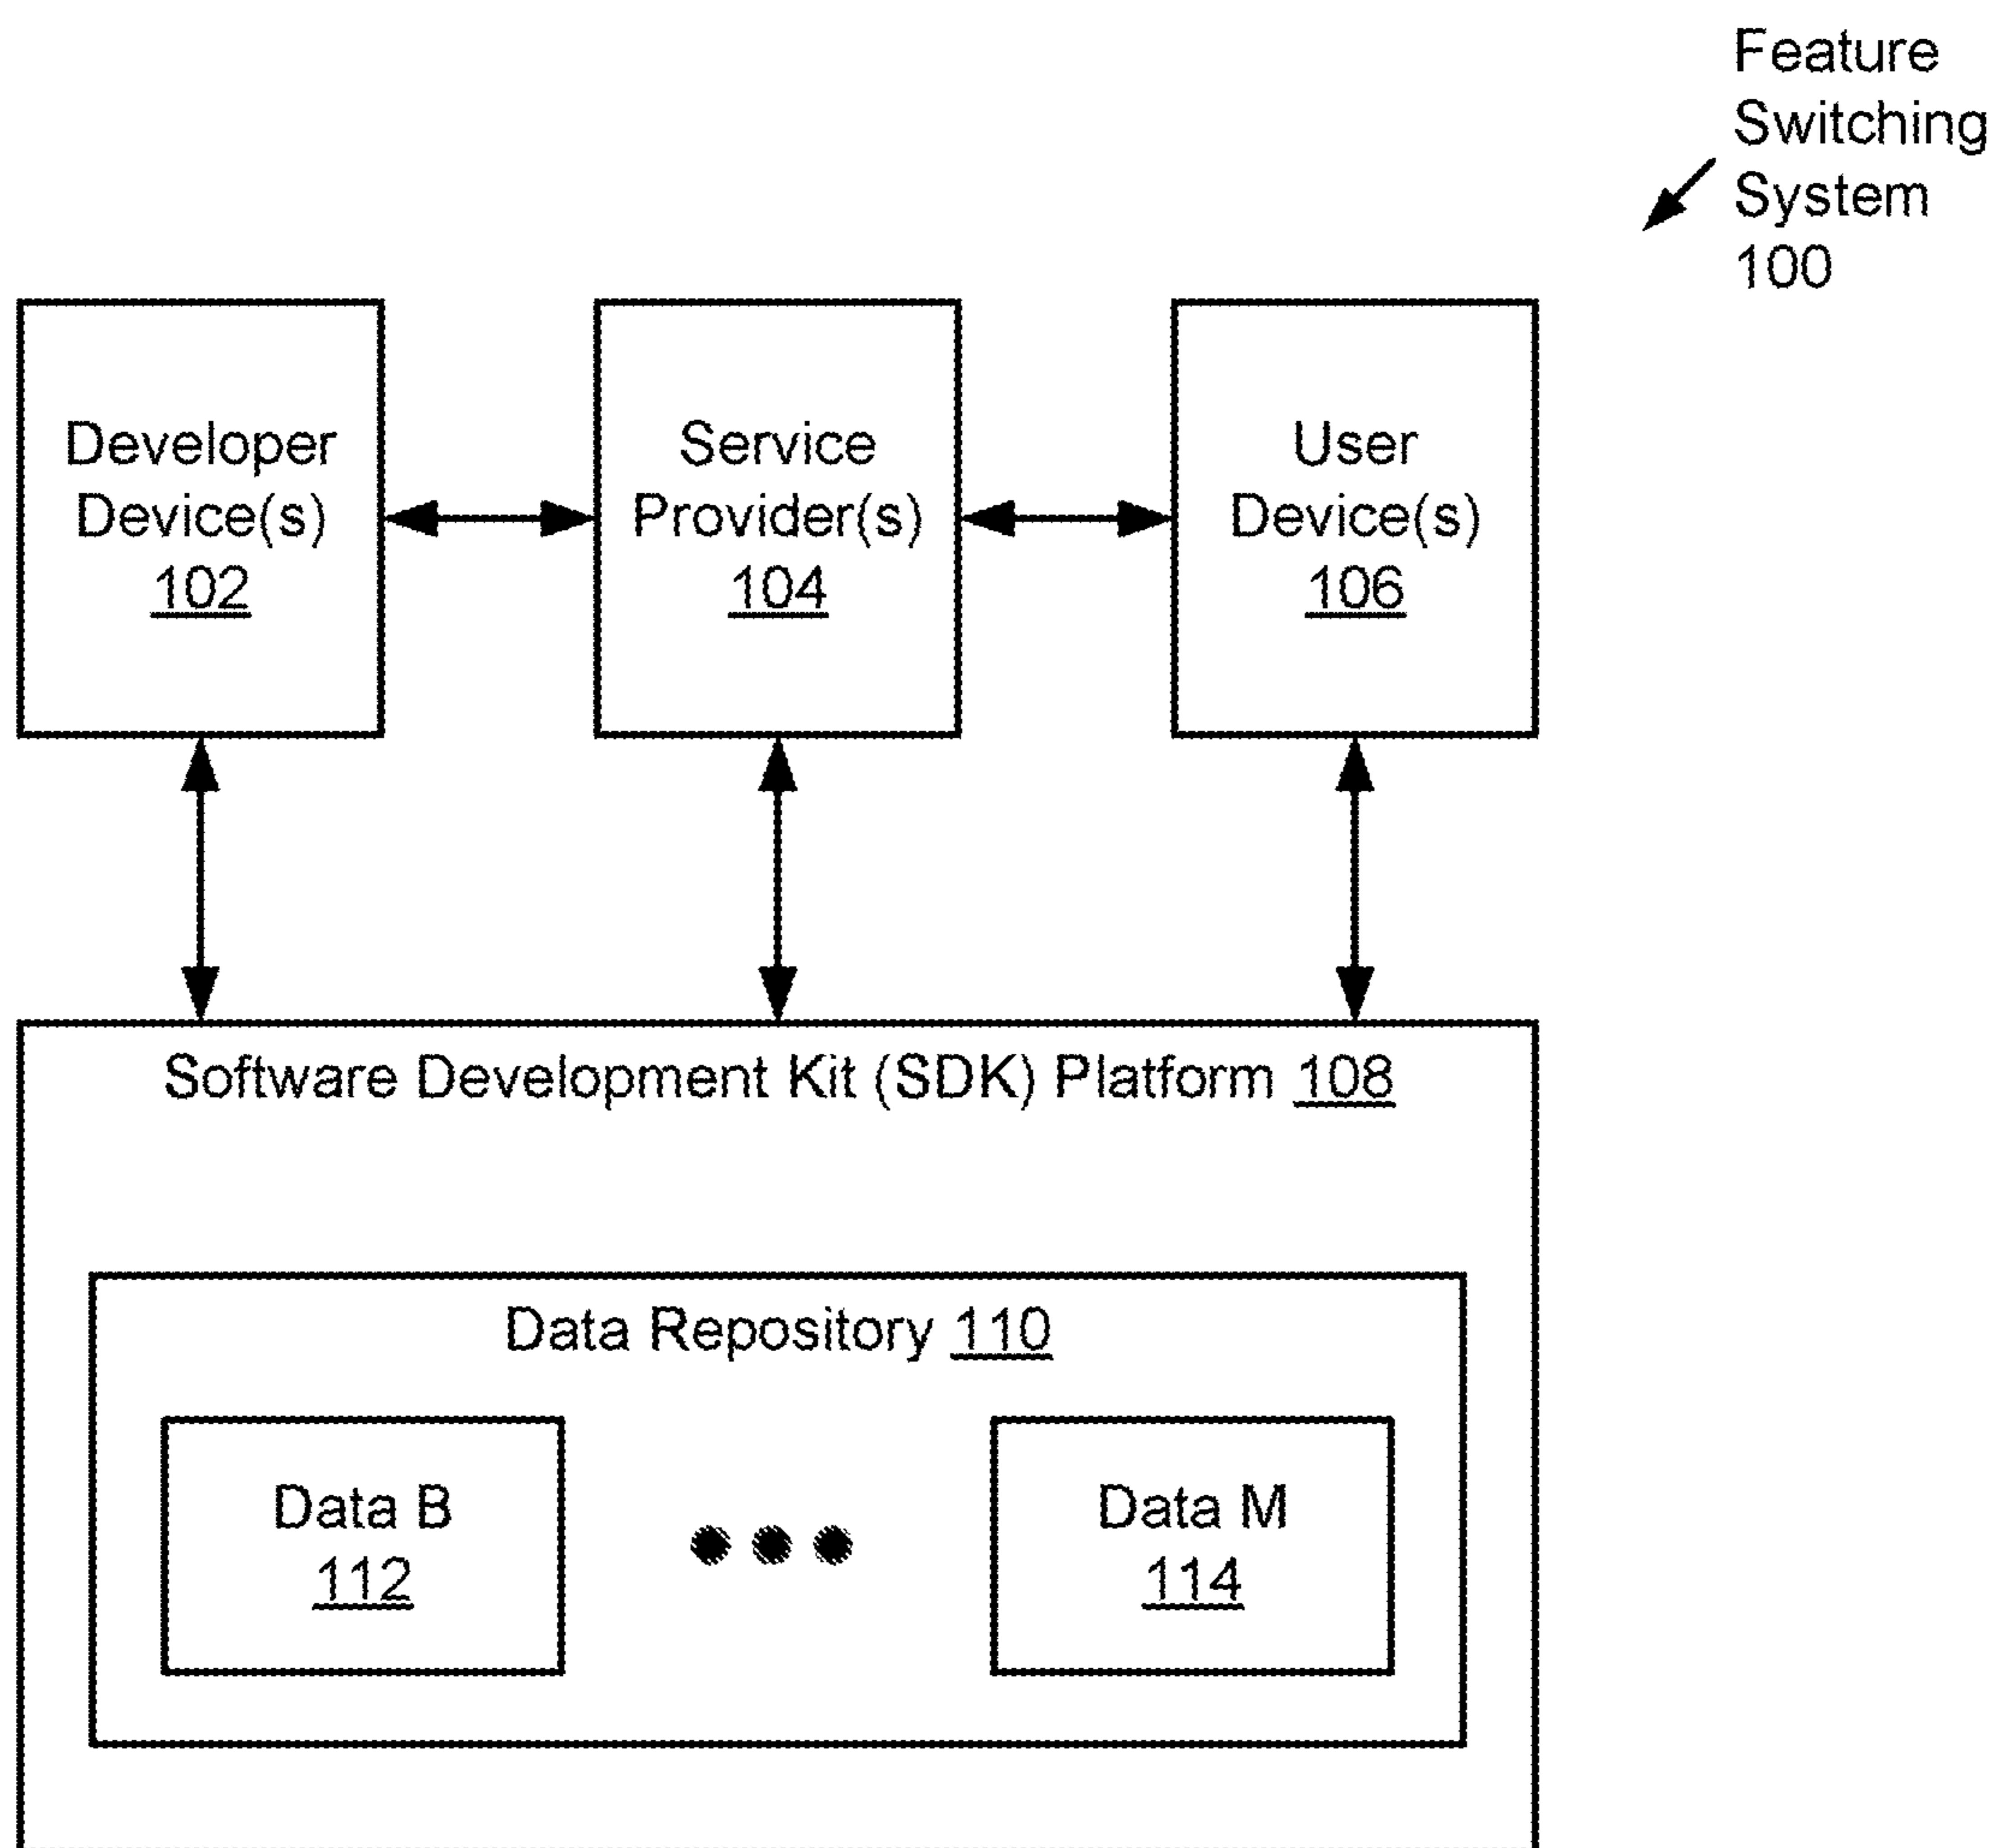 Feature
Switching
System
100
Developer
Device(s)
102
Service
Provider(s)
104
User
Device(s)
106
Software Development Kit (SDK) Platform 108
Data Repository 110
Data B
112
Data M
114